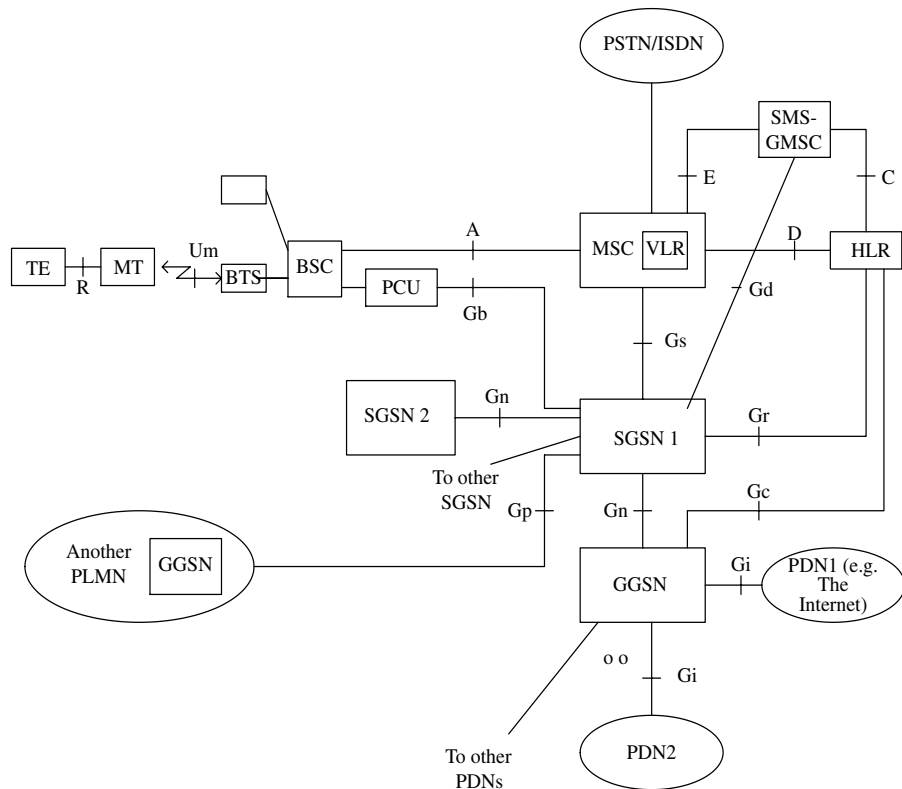 PSTN/ISDN
SMS-
GMSC
E
C
Um
A
MSC
VLR
D
HLR
TE
MT
BTS
BSC
R
PCU
Gb
Gd
Gs
SGSN 2
Gn
SGSN 1
Gr
To other
SGSN
Gp
Gn
Gc
Another
PLMN
GGSN
GGSN
Gi
PDN1 (e.g.
The
Internet)
o o
Gi
To other
PDNs
PDN2